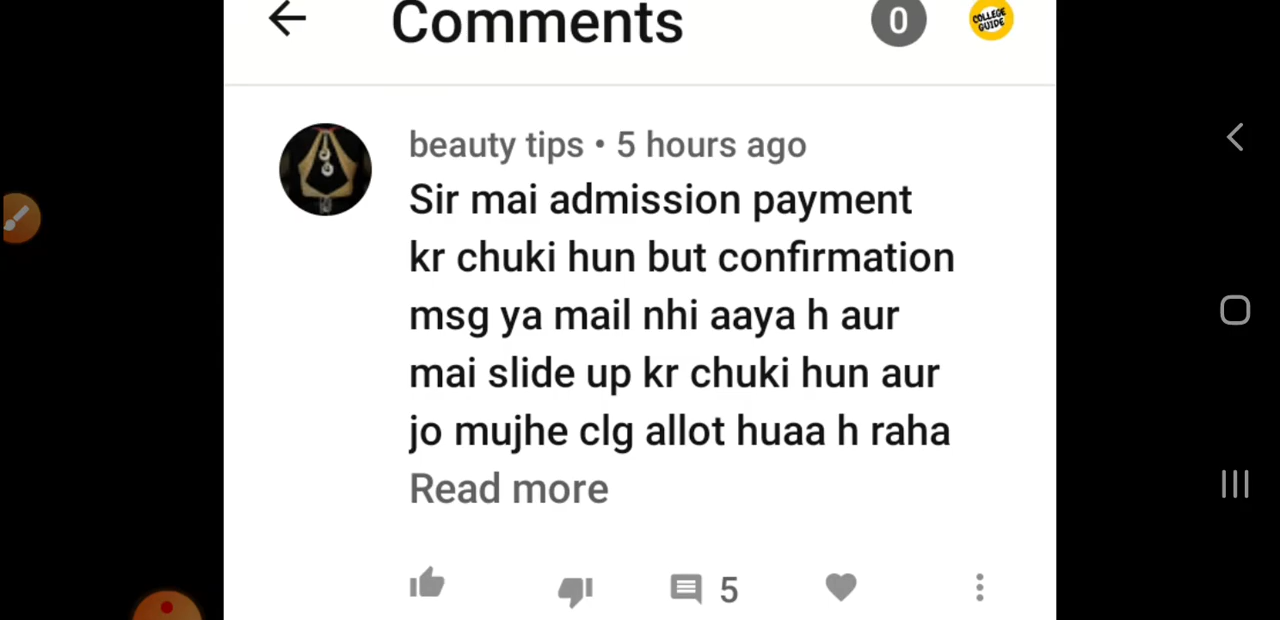 Comments
0
COLLEGE
GUIDE
beauty tips • 5 hours ago
Sir mai admission payment
kr chuki hun but confirmation
msg ya mail nhi aaya h aur
mai slide up kr chuki hun aur
jo mujhe clg allot huaa h raha
Read more
5